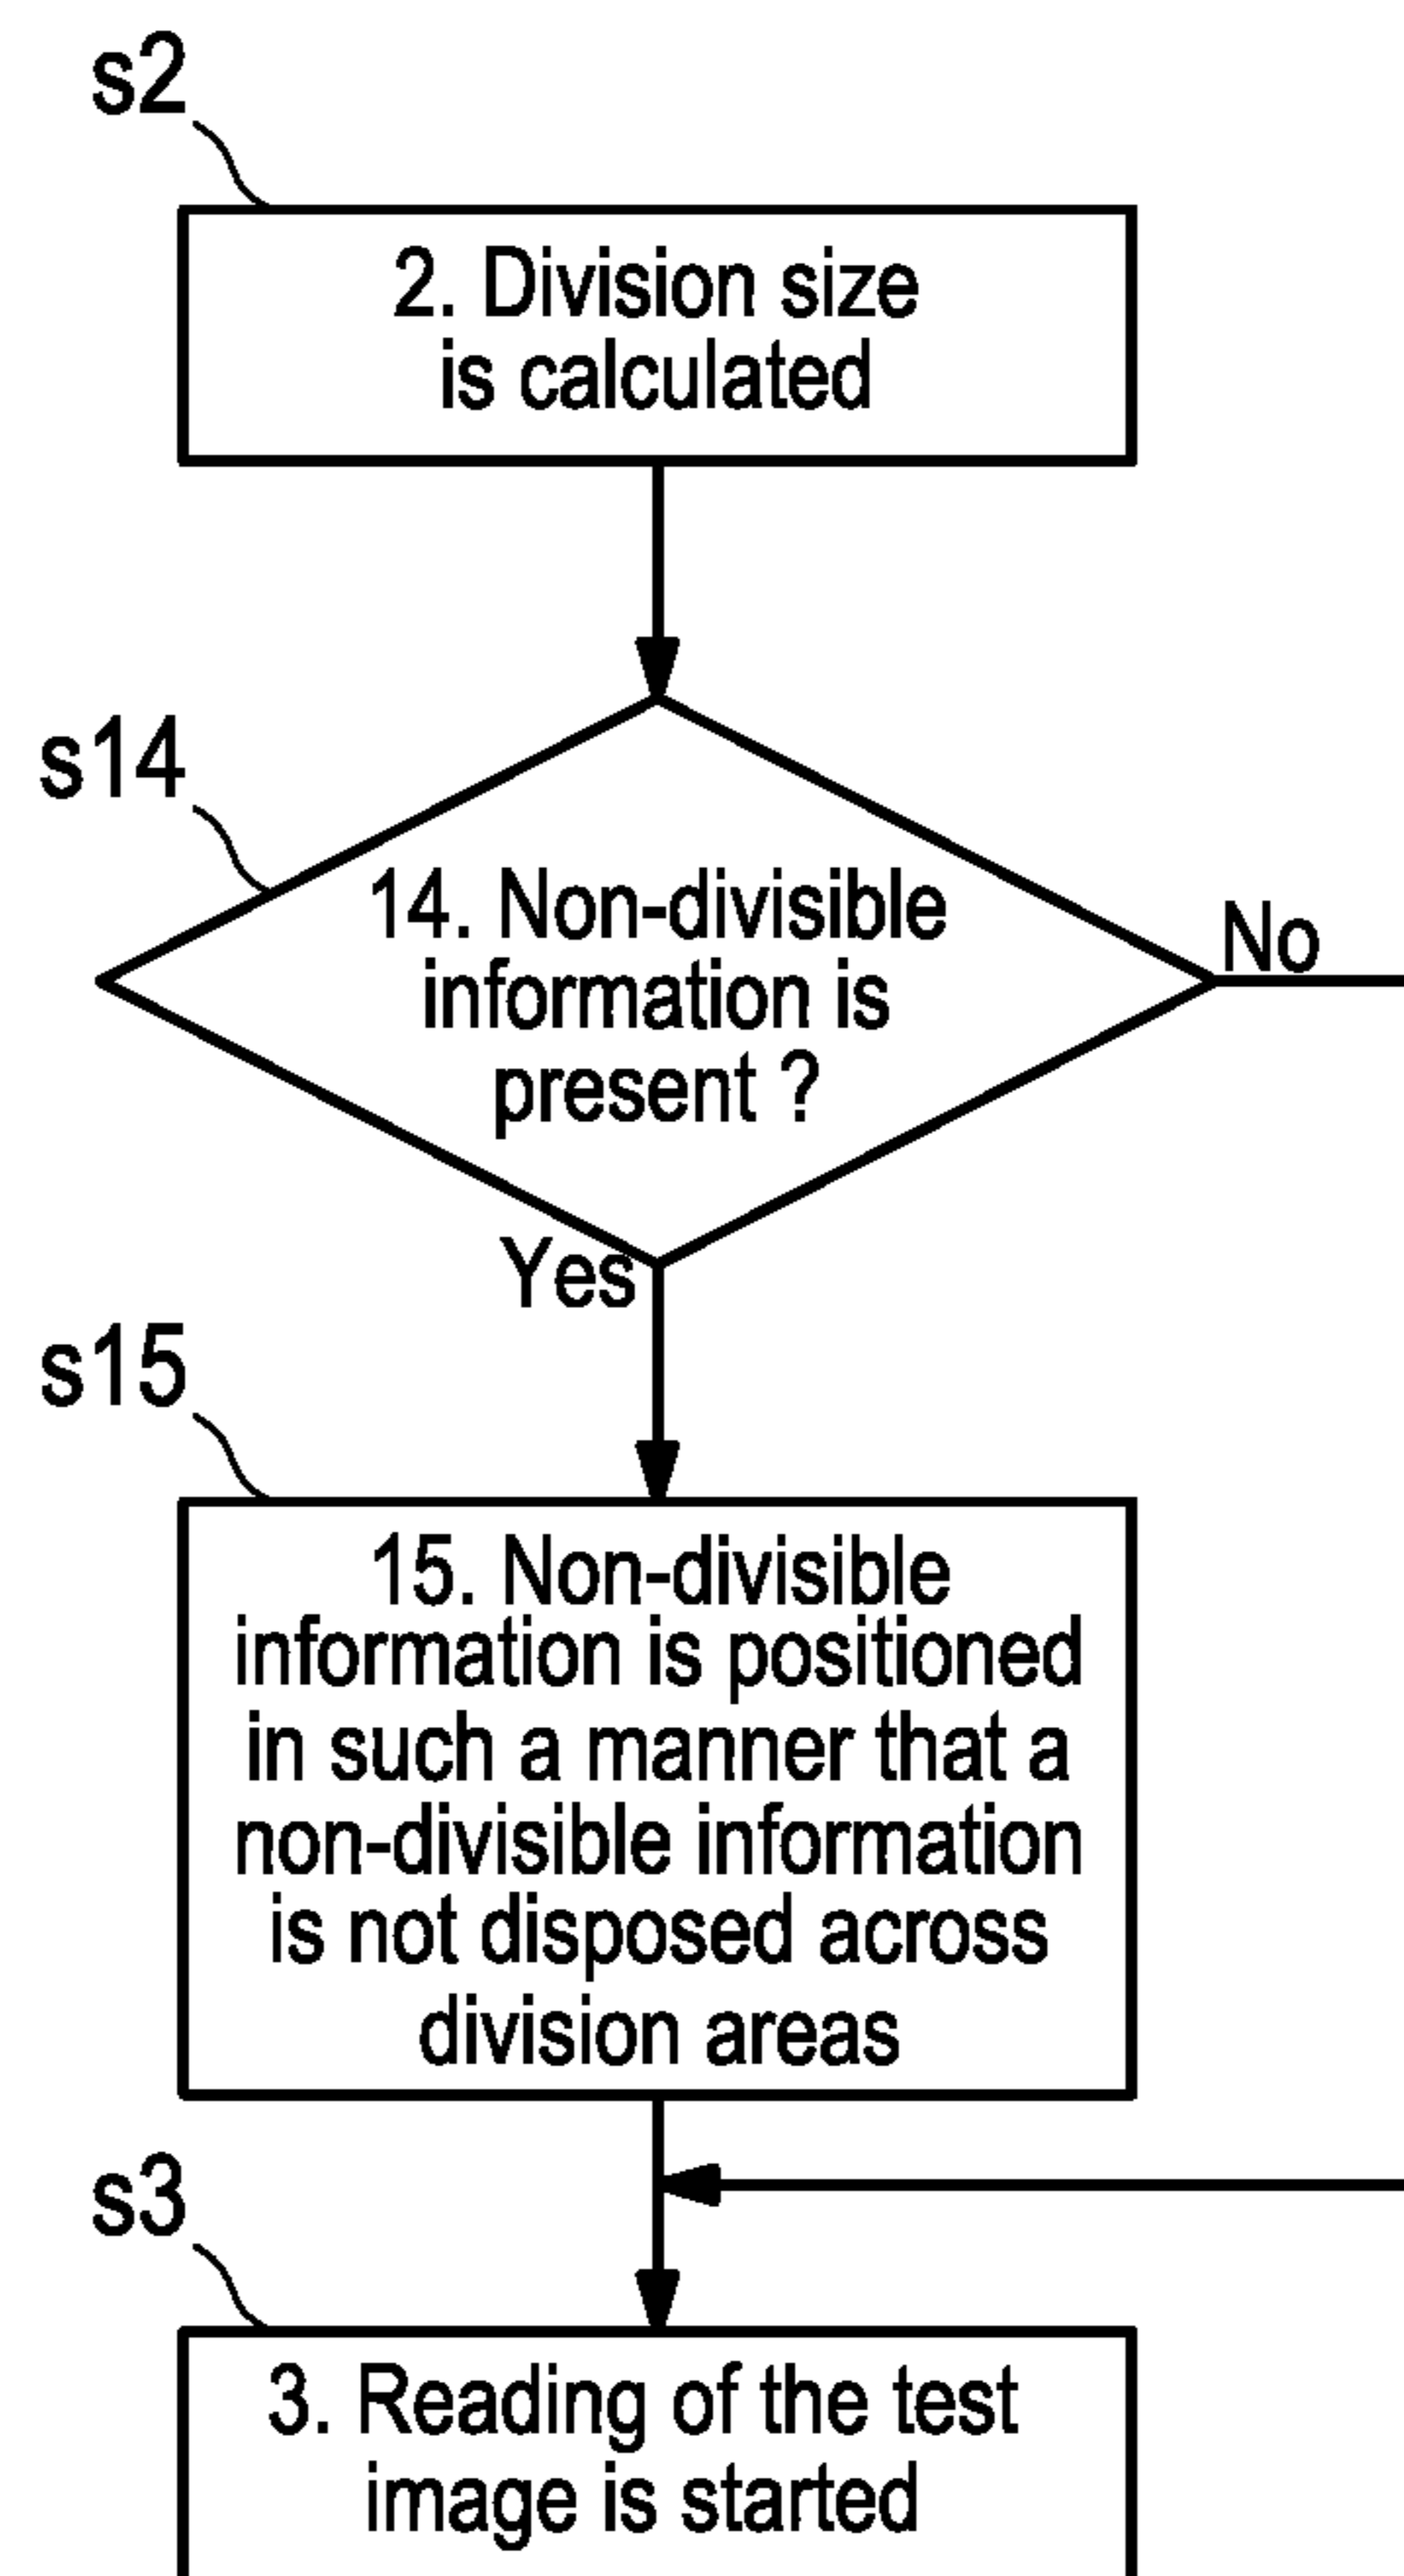 s2
2. Division size
is calculated
s14
14. Non-divisible
information is
present ?
No
Yes
s15
15. Non-divisible
information is positioned
in such a manner that a
non-divisible information
is not disposed across
division areas
s3
3. Reading of the test
image is started